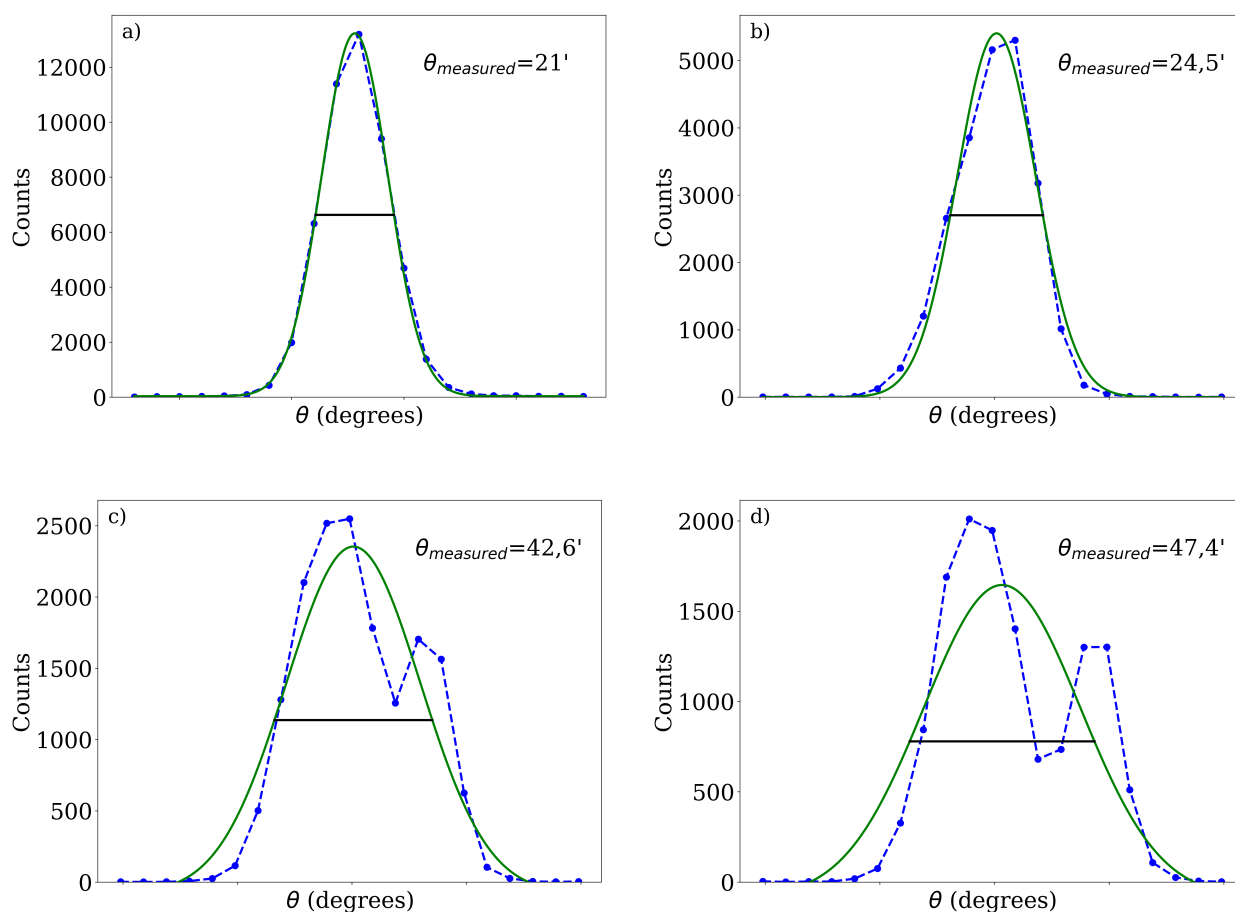 a)
θmeasured=21'
12000
10000
8000
6000
4000
2000
0
Counts
θ (degrees)
b)
θmeasured=24,5'
5000
4000
3000
2000
1000
0
Counts
θ (degrees)
c)
θmeasured=42,6'
2500
2000
1500
1000
500
0
Counts
θ (degrees)
d)
θmeasured=47,4'
2000
1500
1000
500
0
Counts
θ (degrees)